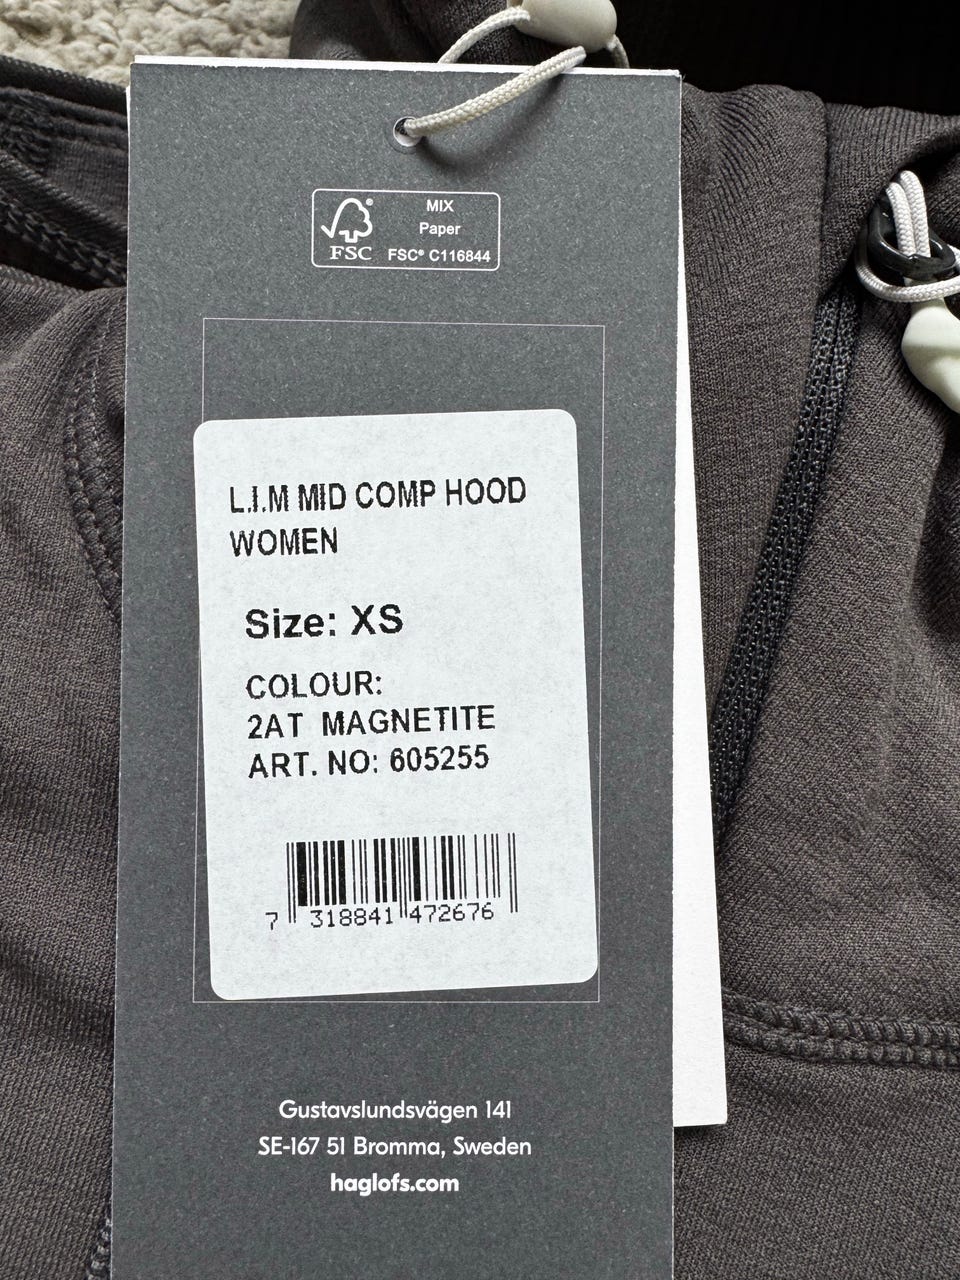 MIX
Paper
FSC® C116844
FSC
L.I.M MID COMP HOOD
WOMEN
Size: XS
COLOUR:
2AT MAGNETITE
ART. NO: 605255
7 318841 472676
Gustavslundsvägen 141
SE-167 51 Bromma, Sweden
haglofs.com